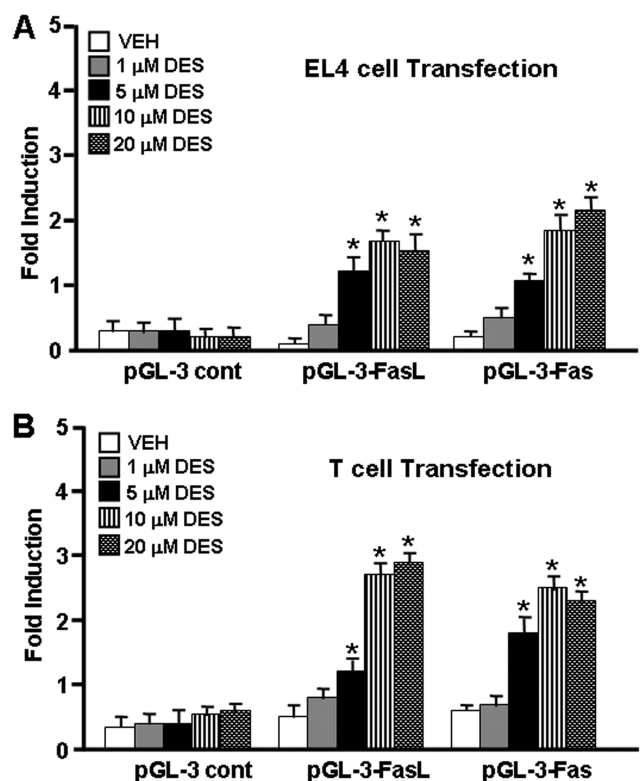 A
5
4
3
2
1
0
Fold Induction
VEH
1 µM DES
5 µM DES
10 µM DES
20 µM DES
EL4 cell Transfection
* * *
* * *
pGL-3 cont pGL-3-FasL pGL-3-Fas
B
5
4
3
2
1
0
Fold Induction
VEH
1 µM DES
5 µM DES
10 µM DES
20 µM DES
T cell Transfection
* * *
* * *
pGL-3 cont pGL-3-FasL pGL-3-Fas